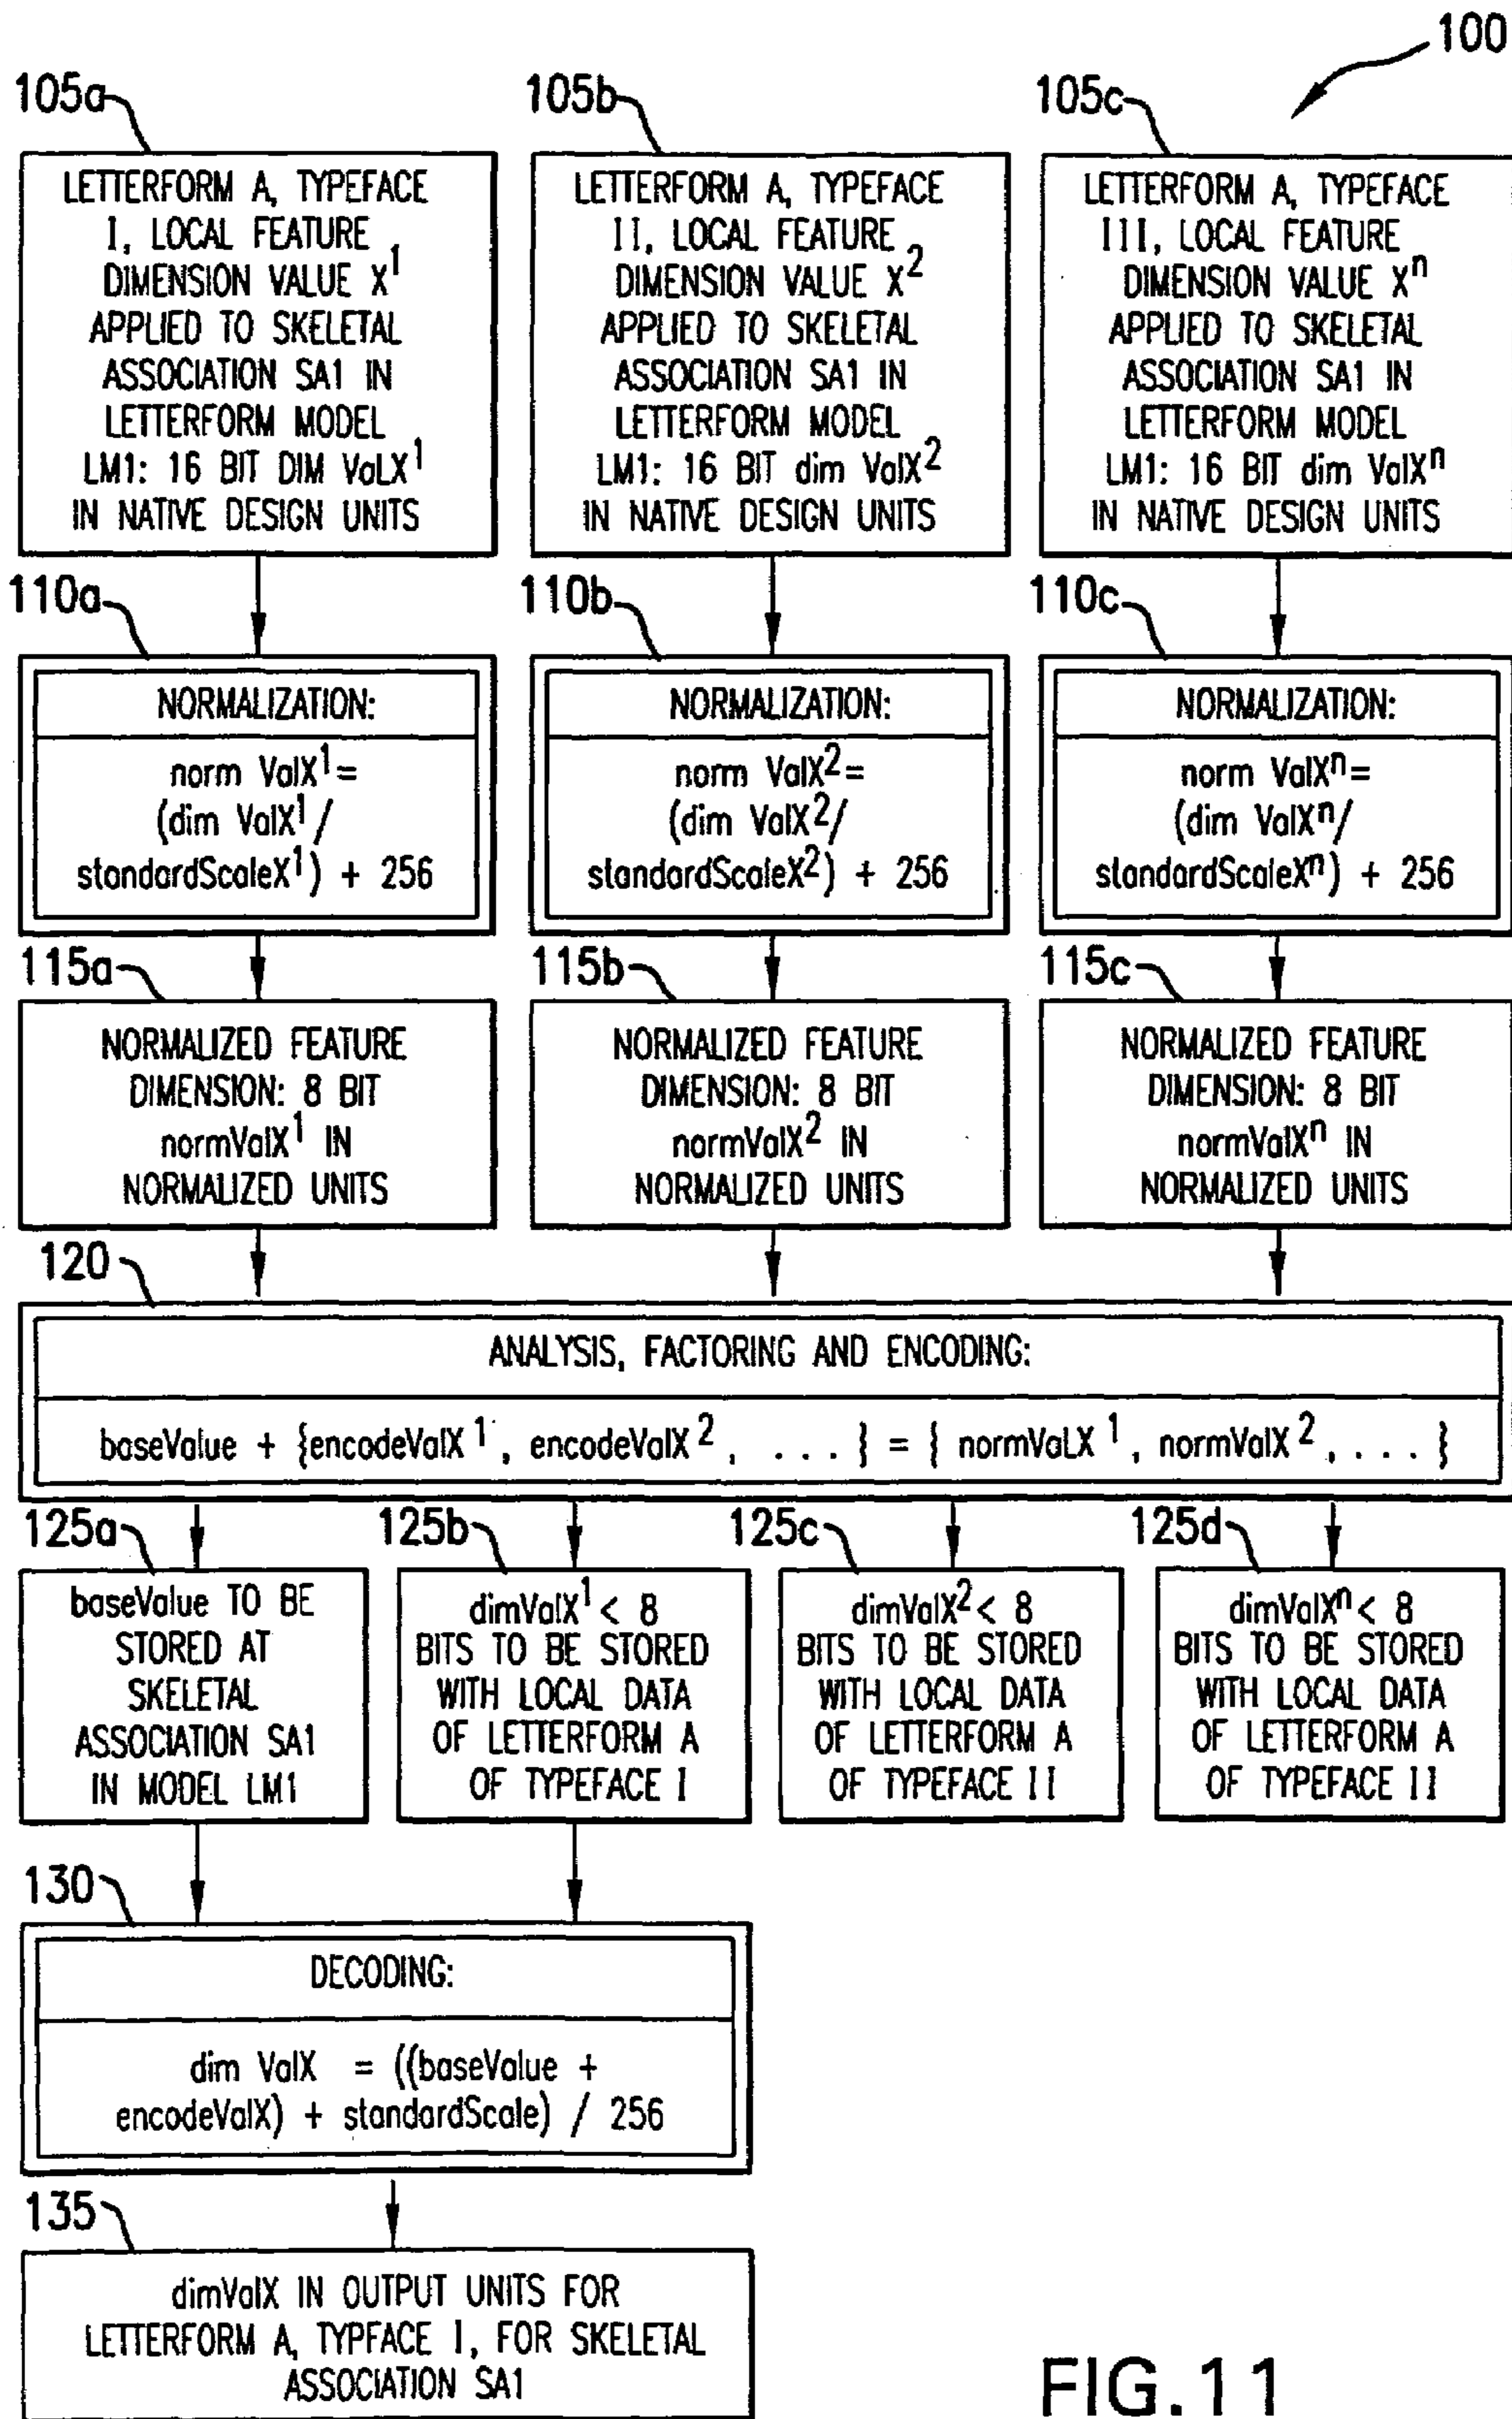 100
105a
105b
105c
LETTERFORM A, TYPEFACE
I, LOCAL FEATURE
DIMENSION VALUE X¹
APPLIED TO SKELETAL
ASSOCIATION SA1 IN
LETTERFORM MODEL
LM1: 16 BIT DIM VaLX¹
IN NATIVE DESIGN UNITS
LETTERFORM A, TYPEFACE
II, LOCAL FEATURE
DIMENSION VALUE X²
APPLIED TO SKELETAL
ASSOCIATION SA1 IN
LETTERFORM MODEL
LM1: 16 BIT dim ValX²
IN NATIVE DESIGN UNITS
LETTERFORM A, TYPEFACE
III, LOCAL FEATURE
DIMENSION VALUE Xⁿ
APPLIED TO SKELETAL
ASSOCIATION SA1 IN
LETTERFORM MODEL
LM1: 16 BIT dim ValXⁿ
IN NATIVE DESIGN UNITS
110a
110b
110c
NORMALIZATION:
norm ValX¹=
(dim ValX¹/
standardScaleX¹) + 256
NORMALIZATION:
norm ValX²=
(dim ValX²/
standardScaleX²) + 256
NORMALIZATION:
norm ValXⁿ=
(dim ValXⁿ/
standardScaleXⁿ) + 256
115a
115b
115c
NORMALIZED FEATURE
DIMENSION: 8 BIT
normValX¹ IN
NORMALIZED UNITS
NORMALIZED FEATURE
DIMENSION: 8 BIT
normValX² IN
NORMALIZED UNITS
NORMALIZED FEATURE
DIMENSION: 8 BIT
normValXⁿ IN
NORMALIZED UNITS
120
ANALYSIS, FACTORING AND ENCODING:
baseValue + {encodeValX¹, encodeValX², . . . } = { normVaLX¹, normValX², . . . }
125a
125b
125c
125d
baseValue TO BE
STORED AT
SKELETAL
ASSOCIATION SA1
IN MODEL LM1
dimValX¹< 8
BITS TO BE STORED
WITH LOCAL DATA
OF LETTERFORM A
OF TYPEFACE I
dimValX²< 8
BITS TO BE STORED
WITH LOCAL DATA
OF LETTERFORM A
OF TYPEFACE II
dimValXⁿ< 8
BITS TO BE STORED
WITH LOCAL DATA
OF LETTERFORM A
OF TYPEFACE II
130
DECODING:
dim ValX = ((baseValue +
encodeValX) + standardScale) / 256
135
dimValX IN OUTPUT UNITS FOR
LETTERFORM A, TYPFACE I, FOR SKELETAL
ASSOCIATION SA1
FIG.11